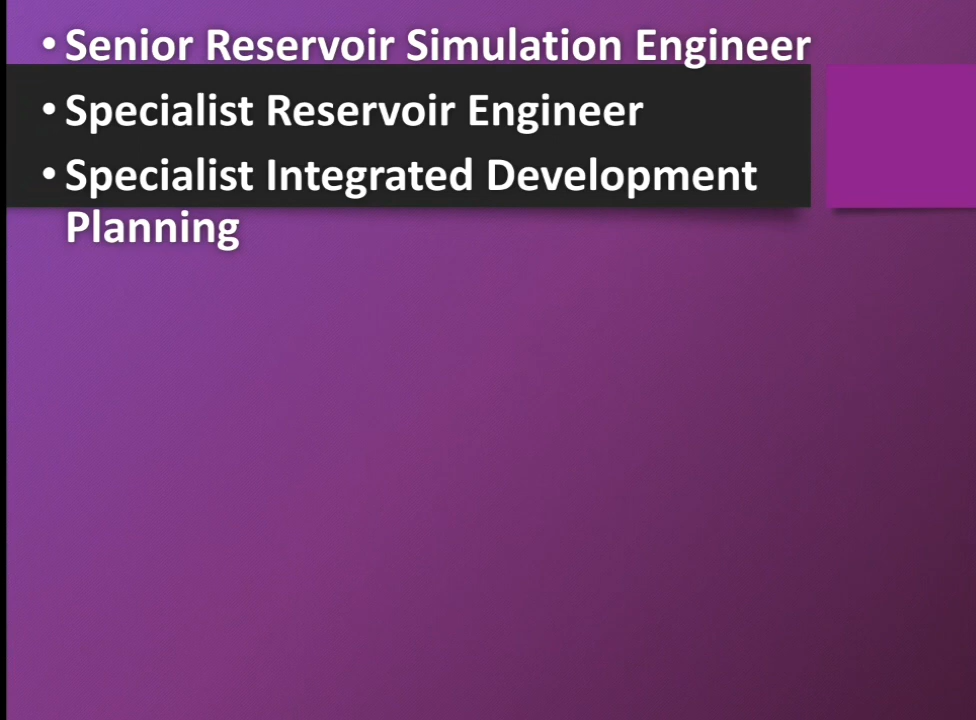 • Senior Reservoir Simulation Engineer
• Specialist Reservoir Engineer
• Specialist Integrated Development
Planning